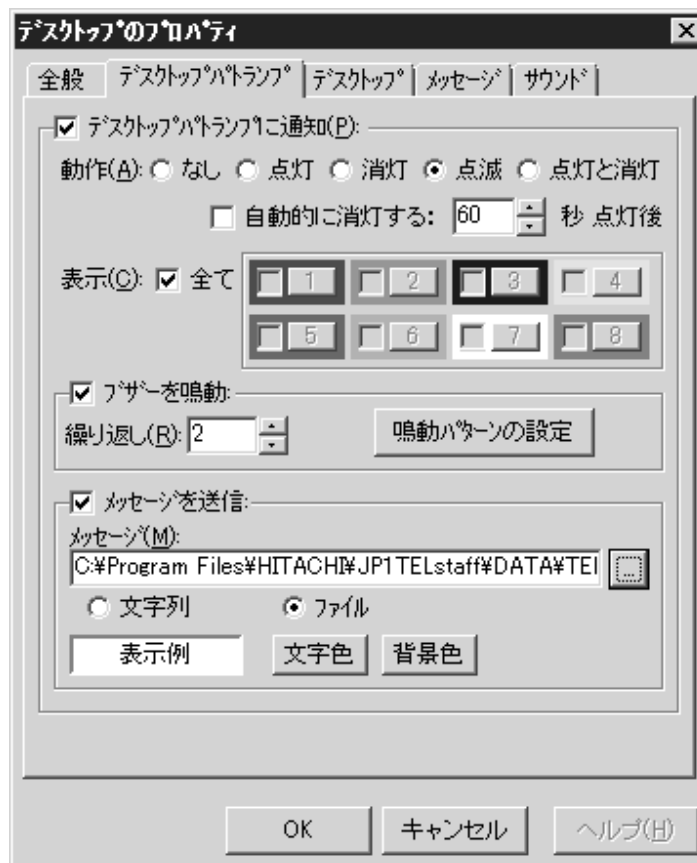 ﾃﾞｽｸﾄｯﾌﾟのﾌﾟﾛﾊﾟﾃｨ
全般 ﾃﾞｽｸﾄｯﾌﾟﾊﾟﾄﾗﾝﾌﾟ ﾃﾞｽｸﾄｯﾌﾟ ﾒｯｾｰｼﾞ ｻｳﾝﾄﾞ
ﾃﾞｽｸﾄｯﾌﾟﾊﾟﾄﾗﾝﾌﾟに通知(P):
動作(A): なし 点灯 消灯 点滅 点灯と消灯
自動的に消灯する: 60 秒 点灯後
表示(C): 全て 1 2 3 4
5 6 7 8
ﾌﾞｻﾞｰを鳴動:
繰り返し(R): 2 鳴動ﾊﾟﾀｰﾝの設定
ﾒｯｾｰｼﾞを送信:
ﾒｯｾｰｼﾞ(M):
C:¥Program Files¥HITACHI¥JP1TELstaff¥DATA¥TEI ...
文字列 ﾌｧｲﾙ
表示例 文字色 背景色
OK キャンセル ヘルプ(H)